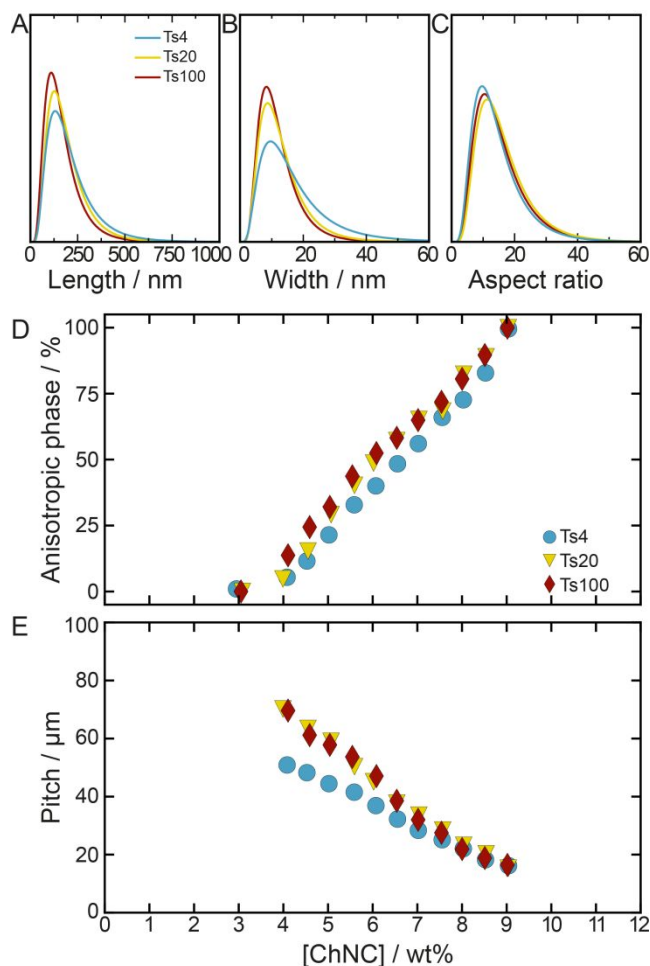 A
Ts4
Ts20
Ts100
B
C
0 250 500 750 1000
0 20 40 60
0 20 40 60
Length / nm
Width / nm
Aspect ratio
D
100
75
50
25
0
Anisotropic phase / %
Ts4
Ts20
Ts100
E
100
80
60
40
20
0
Pitch / µm
0 1 2 3 4 5 6 7 8 9 10 11 12
[ChNC] / wt%